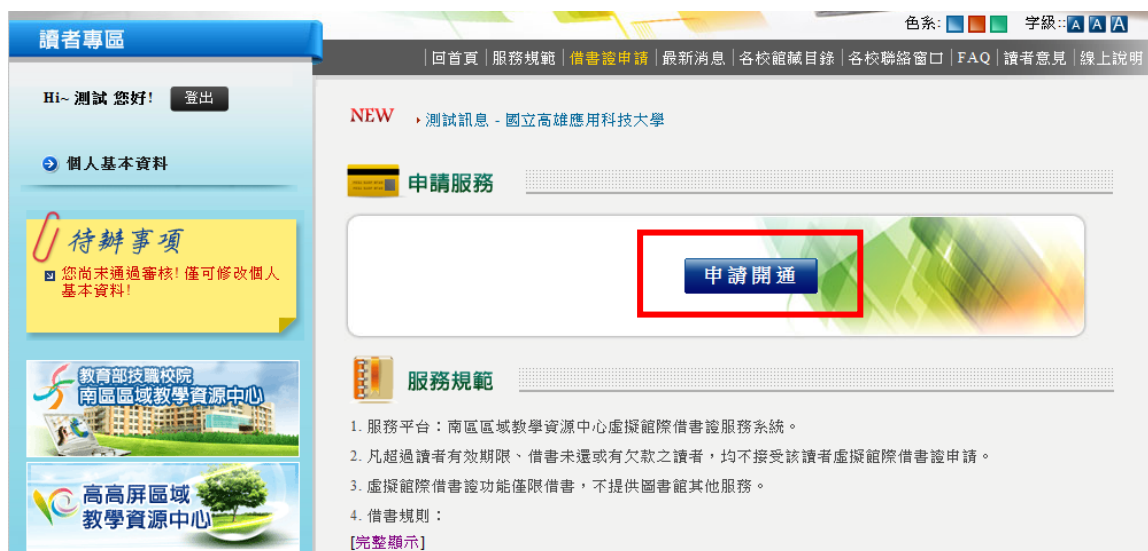 讀者專區
色系:
字級::A A A
|回首頁|服務規範|借書證申請|最新消息|各校館藏目錄|各校聯絡窗口|FAQ|讀者意見|線上說明
Hi~ 測試 您好!
登出
個人基本資料
待辦事項
您尚未通過審核! 僅可修改個人
基本資料!
教育部技職校院
南區區域教學資源中心
高高屏區域
教學資源中心
NEW
測試訊息 - 國立高雄應用科技大學
申請服務
申請開通
服務規範
1. 服務平台：南區區域教學資源中心虛擬館際借書證服務系統。
2. 凡超過讀者有效期限、借書未還或有欠款之讀者，均不接受該讀者虛擬館際借書證申請。
3. 虛擬館際借書證功能僅限借書，不提供圖書館其他服務。
4. 借書規則：
[完整顯示]